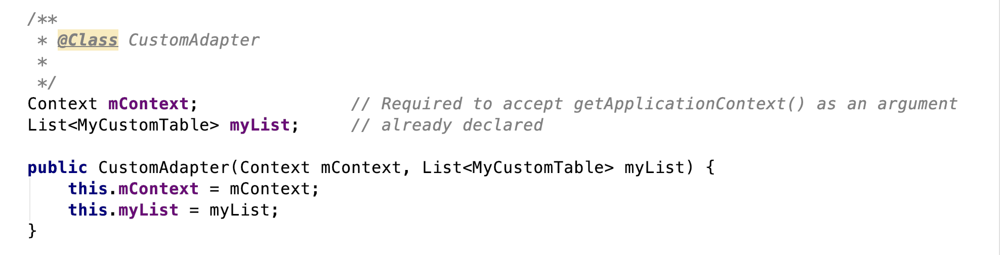 /**
 * @Class CustomAdapter
 *
 */
Context mContext;               // Required to accept getApplicationContext() as an argument
List<MyCustomTable> myList;     // already declared

public CustomAdapter(Context mContext, List<MyCustomTable> myList) {
    this.mContext = mContext;
    this.myList = myList;
}